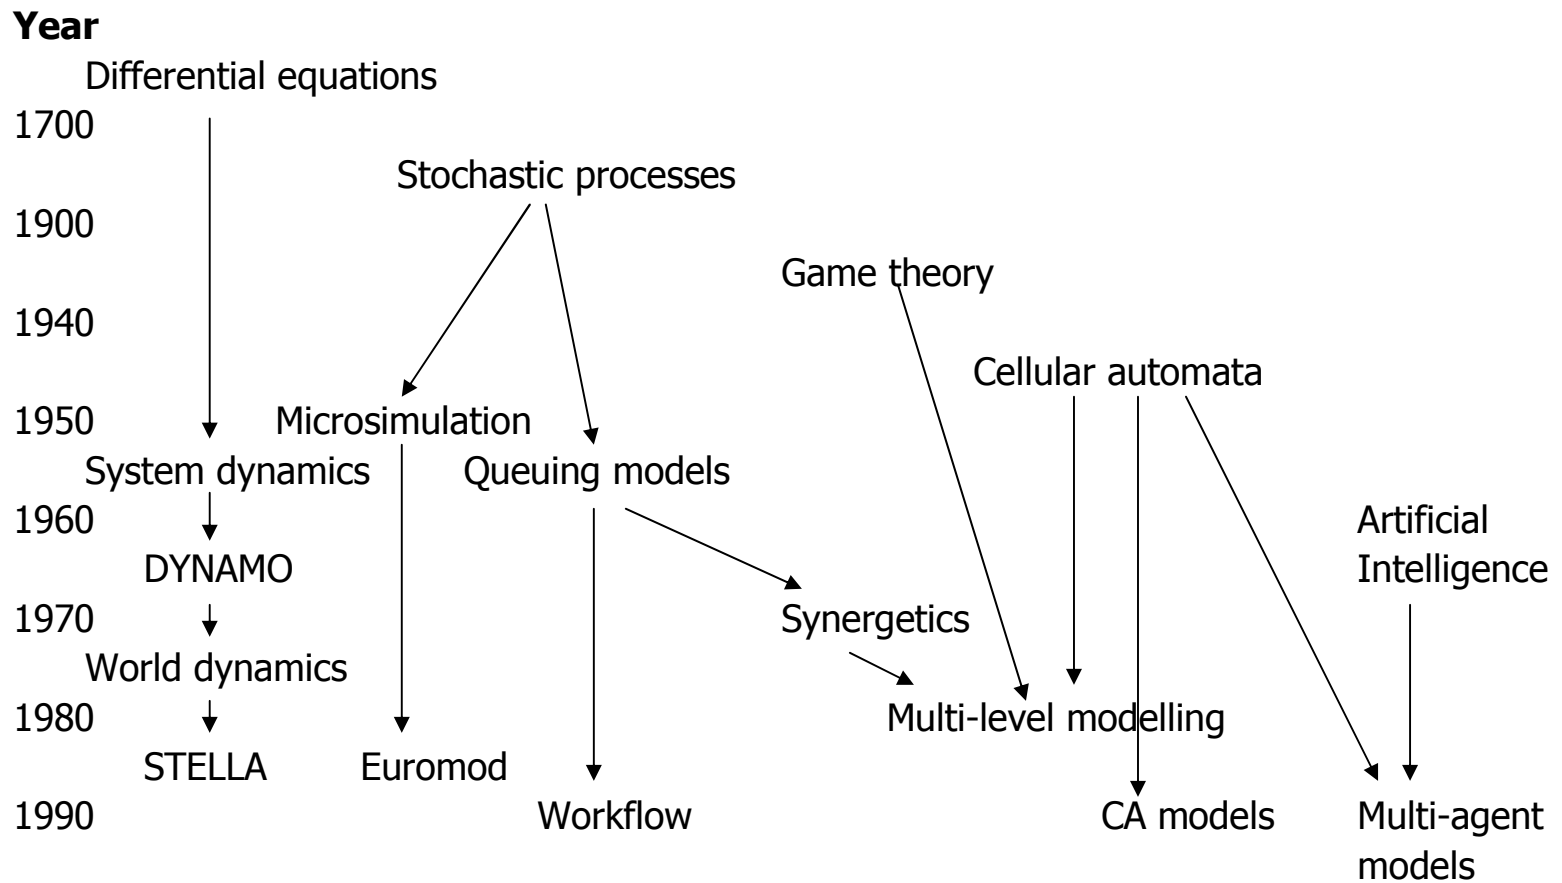 Year
Differential equations
1700
Stochastic processes
1900
Game theory
1940
Cellular automata
1950 Microsimulation
System dynamics Queuing models
1960 Artificial
DYNAMO Intelligence
1970 Synergetics
World dynamics
1980 Multi-level modelling
STELLA Euromod
1990 Workflow CA models Multi-agent
models